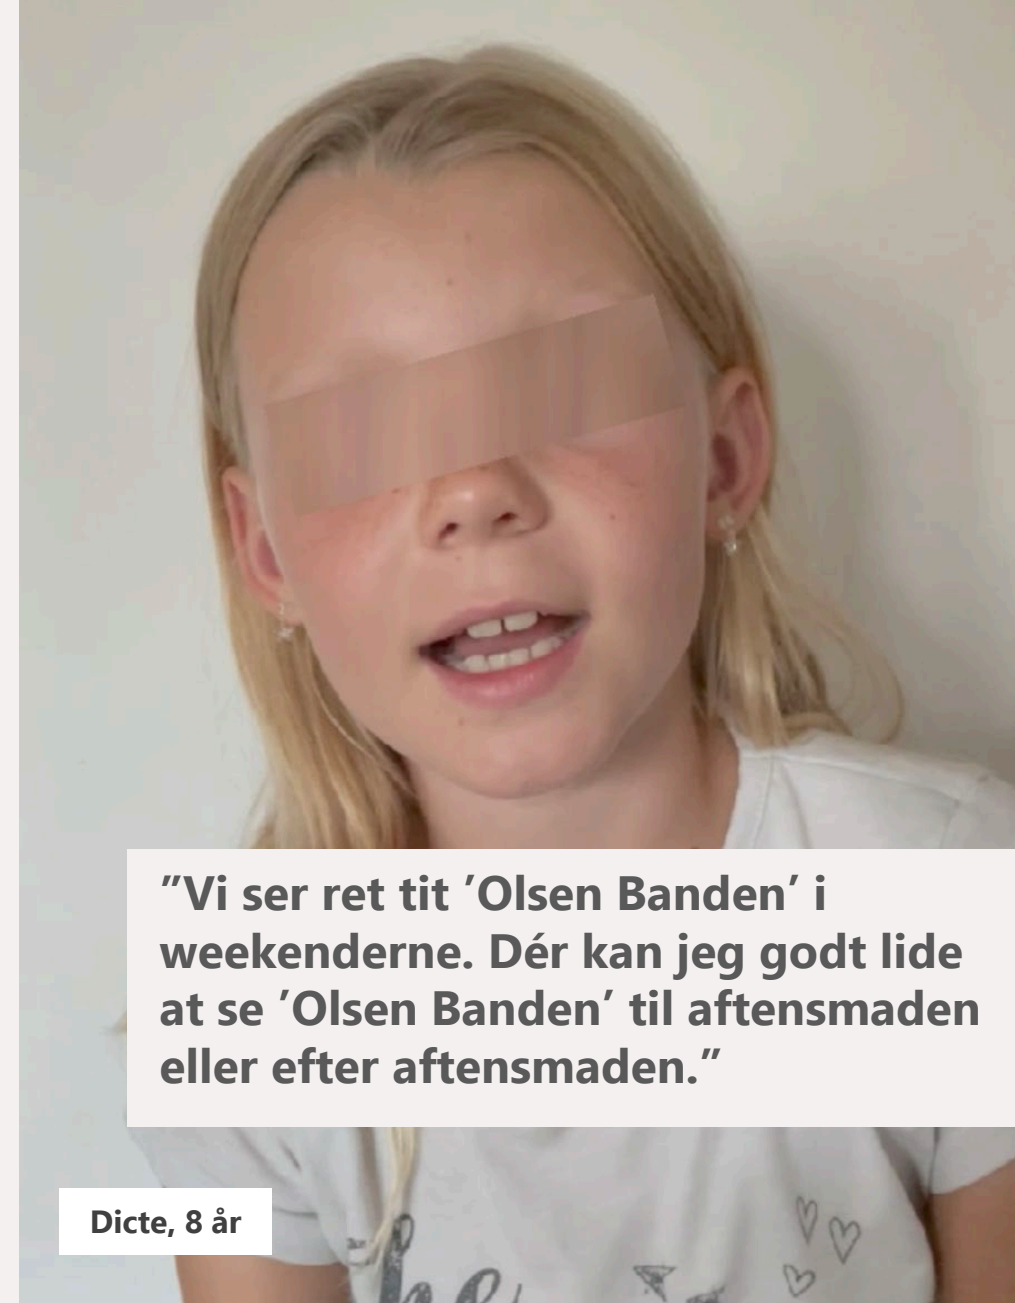 ”Vi ser ret tit ’Olsen Banden’ i
weekenderne. Dér kan jeg godt lide
at se ’Olsen Banden’ til aftensmaden
eller efter aftensmaden.”
Dicte, 8 år
the